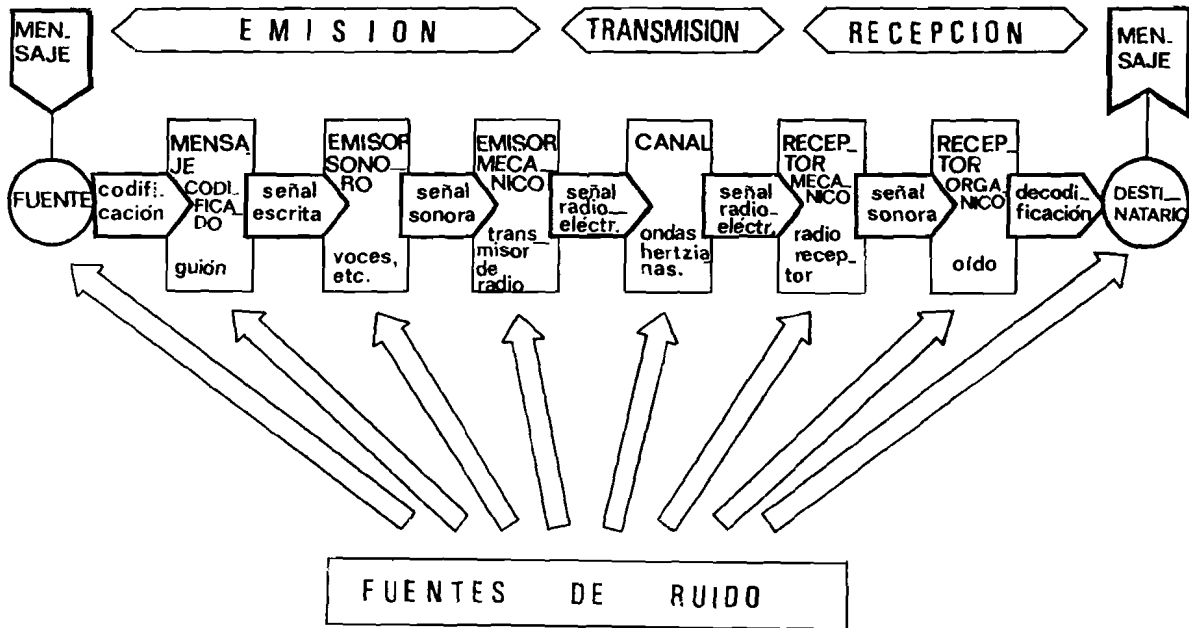 MEN_
SAJE
EMISION
TRANSMISION
RECEPCION
MEN_
SAJE
FUENTE
codifi_
cación
MENSA_
JE
CODI_
FICA_
DO
guión
señal
escrita
EMISOR
SONO_
RO
voces,
etc.
señal
sonora
EMISOR
MECA_
NICO
trans_
misor
de
radio
señal
radio_
eléctr.
CANAL
ondas
hertzia
nas.
señal
radio_
eléctr.
RECEP_
TOR
MECA_
NICO
radio
recep_
tor
señal
sonora
RECEP_
TOR
ORGA_
NICO
oído
decodi_
ficación
DESTI_
NATARIO
FUENTES DE RUIDO